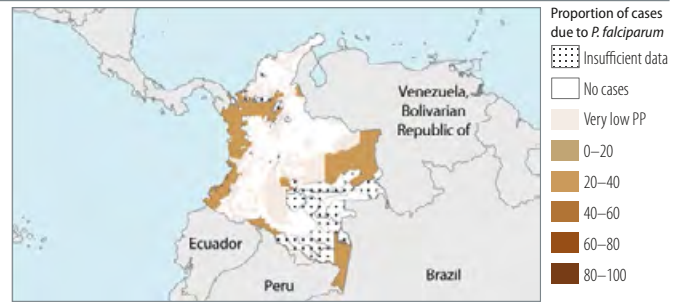 Proportion of cases
due to P. falciparum
Insufficient data
No cases
Very low PP
0–20
20–40
40–60
60–80
80–100
Venezuela,
Bolivarian
Republic of
Ecuador
Peru
Brazil